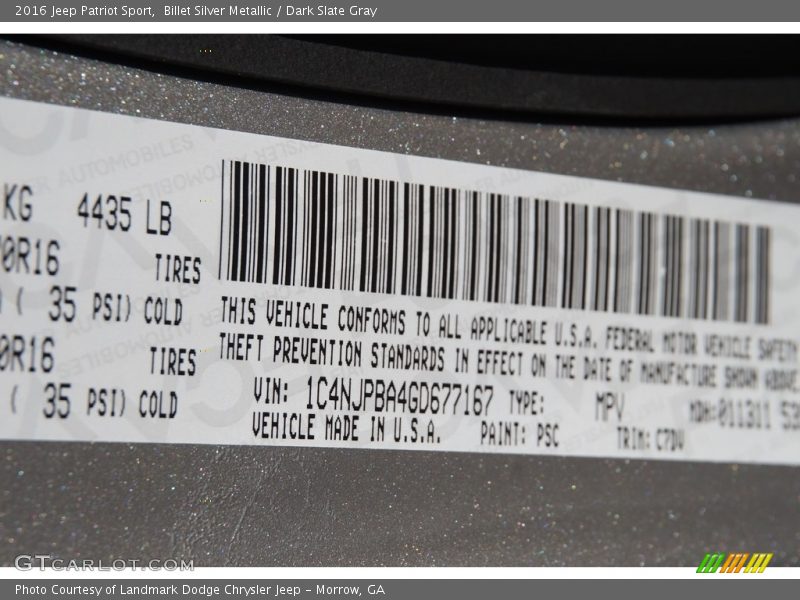 2016 Jeep Patriot Sport,  Billet Silver Metallic / Dark Slate Gray
KG 4435 LB
0R16 TIRES
( 35 PSI) COLD
0R16 TIRES
( 35 PSI) COLD
THIS VEHICLE CONFORMS TO ALL APPLICABLE U.S.A. FEDERAL MOTOR VEHICLE SAFETY
THEFT PREVENTION STANDARDS IN EFFECT ON THE DATE OF MANUFACTURE SHOWN ABOVE.
VIN: 1C4NJPBA4GD677167 TYPE: MPV MDH:011311
VEHICLE MADE IN U.S.A. PAINT: PSC TRIM: C7DV
GTCARLOT.COM
Photo Courtesy of Landmark Dodge Chrysler Jeep – Morrow, GA